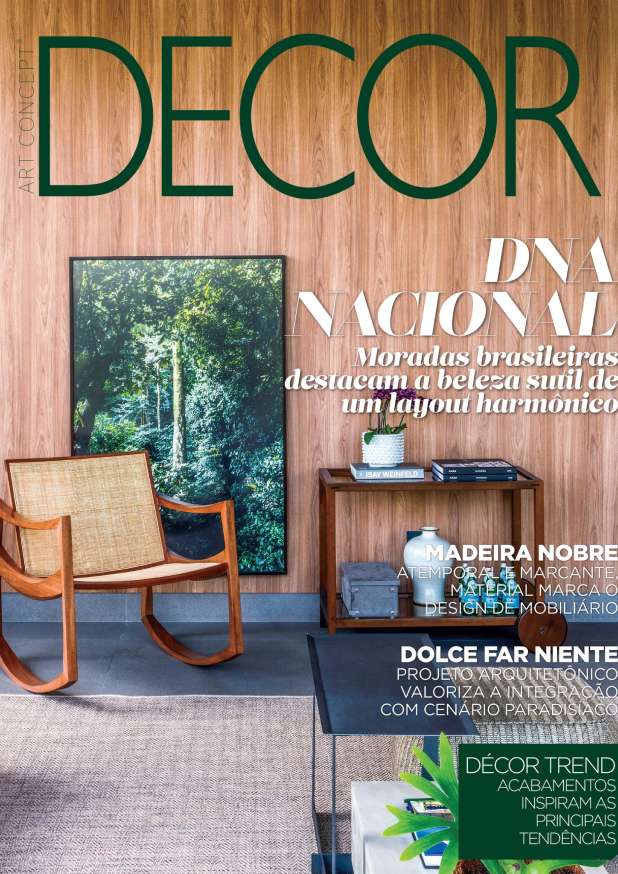 ART CONCEPT®
DECOR
DNA
NACIONAL
Moradas brasileiras
destacam a beleza sutil de
um layout harmônico
ISAY WEINFELD
MADEIRA NOBRE
ATEMPORAL E MARCANTE,
MATERIAL MARCA O
DESIGN DE MOBILIÁRIO
DOLCE FAR NIENTE
PROJETO ARQUITETÔNICO
VALORIZA A INTEGRAÇÃO
COM CENÁRIO PARADISÍACO
DÉCOR TREND
ACABAMENTOS
INSPIRAM AS
PRINCIPAIS
TENDÊNCIAS